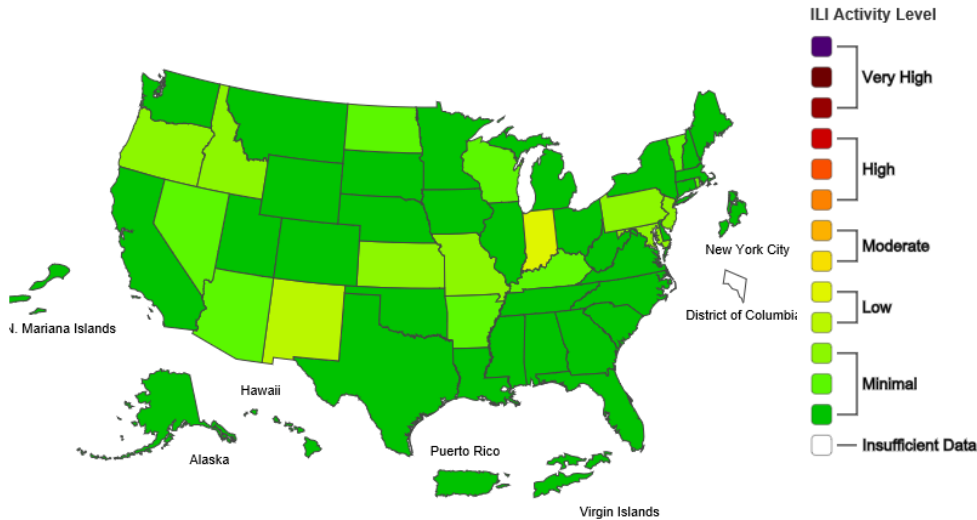 ILI Activity Level
Very High
High
Moderate
Low
Minimal
Insufficient Data
New York City
District of Columbia
N. Mariana Islands
Hawaii
Alaska
Puerto Rico
Virgin Islands